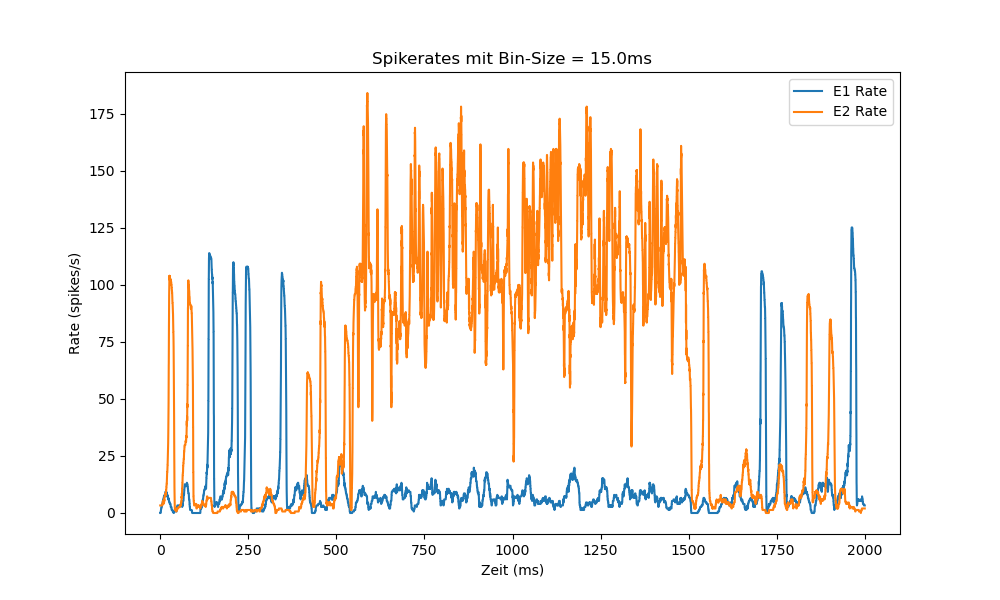 Spikerates mit Bin-Size = 15.0ms
E1 Rate
E2 Rate
175
150
125
100
75
50
25
0
Rate (spikes/s)
0 250 500 750 1000 1250 1500 1750 2000
Zeit (ms)